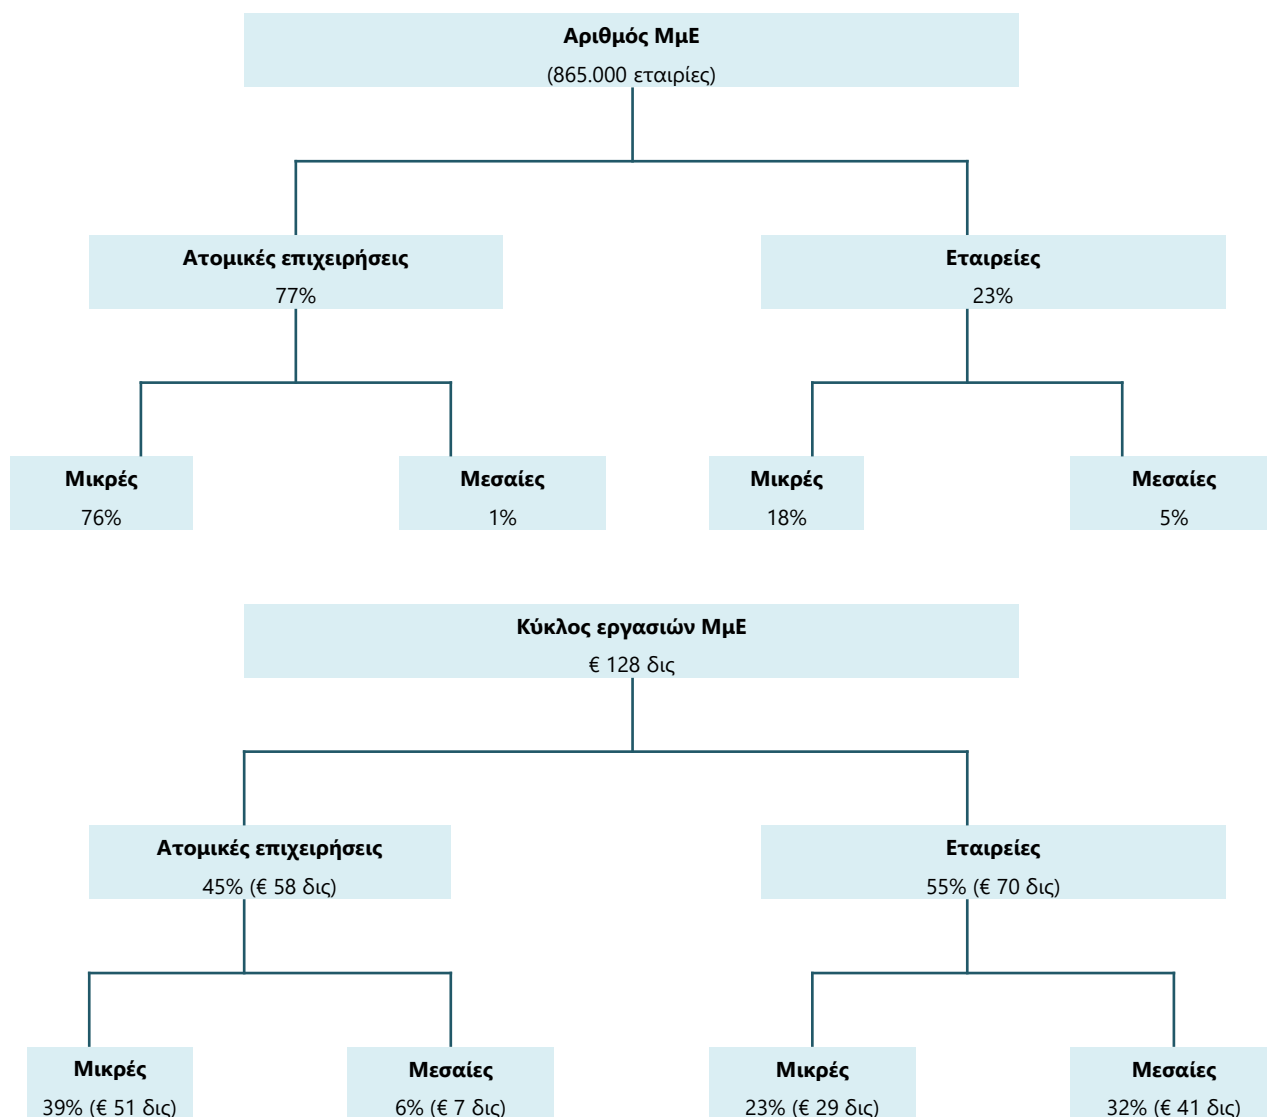 Αριθμός ΜμΕ
(865.000 εταιρίες)
Ατομικές επιχειρήσεις
77%
Εταιρείες
23%
Μικρές
76%
Μεσαίες
1%
Μικρές
18%
Μεσαίες
5%
Κύκλος εργασιών ΜμΕ
€ 128 δις
Ατομικές επιχειρήσεις
45% (€ 58 δις)
Εταιρείες
55% (€ 70 δις)
Μικρές
39% (€ 51 δις)
Μεσαίες
6% (€ 7 δις)
Μικρές
23% (€ 29 δις)
Μεσαίες
32% (€ 41 δις)